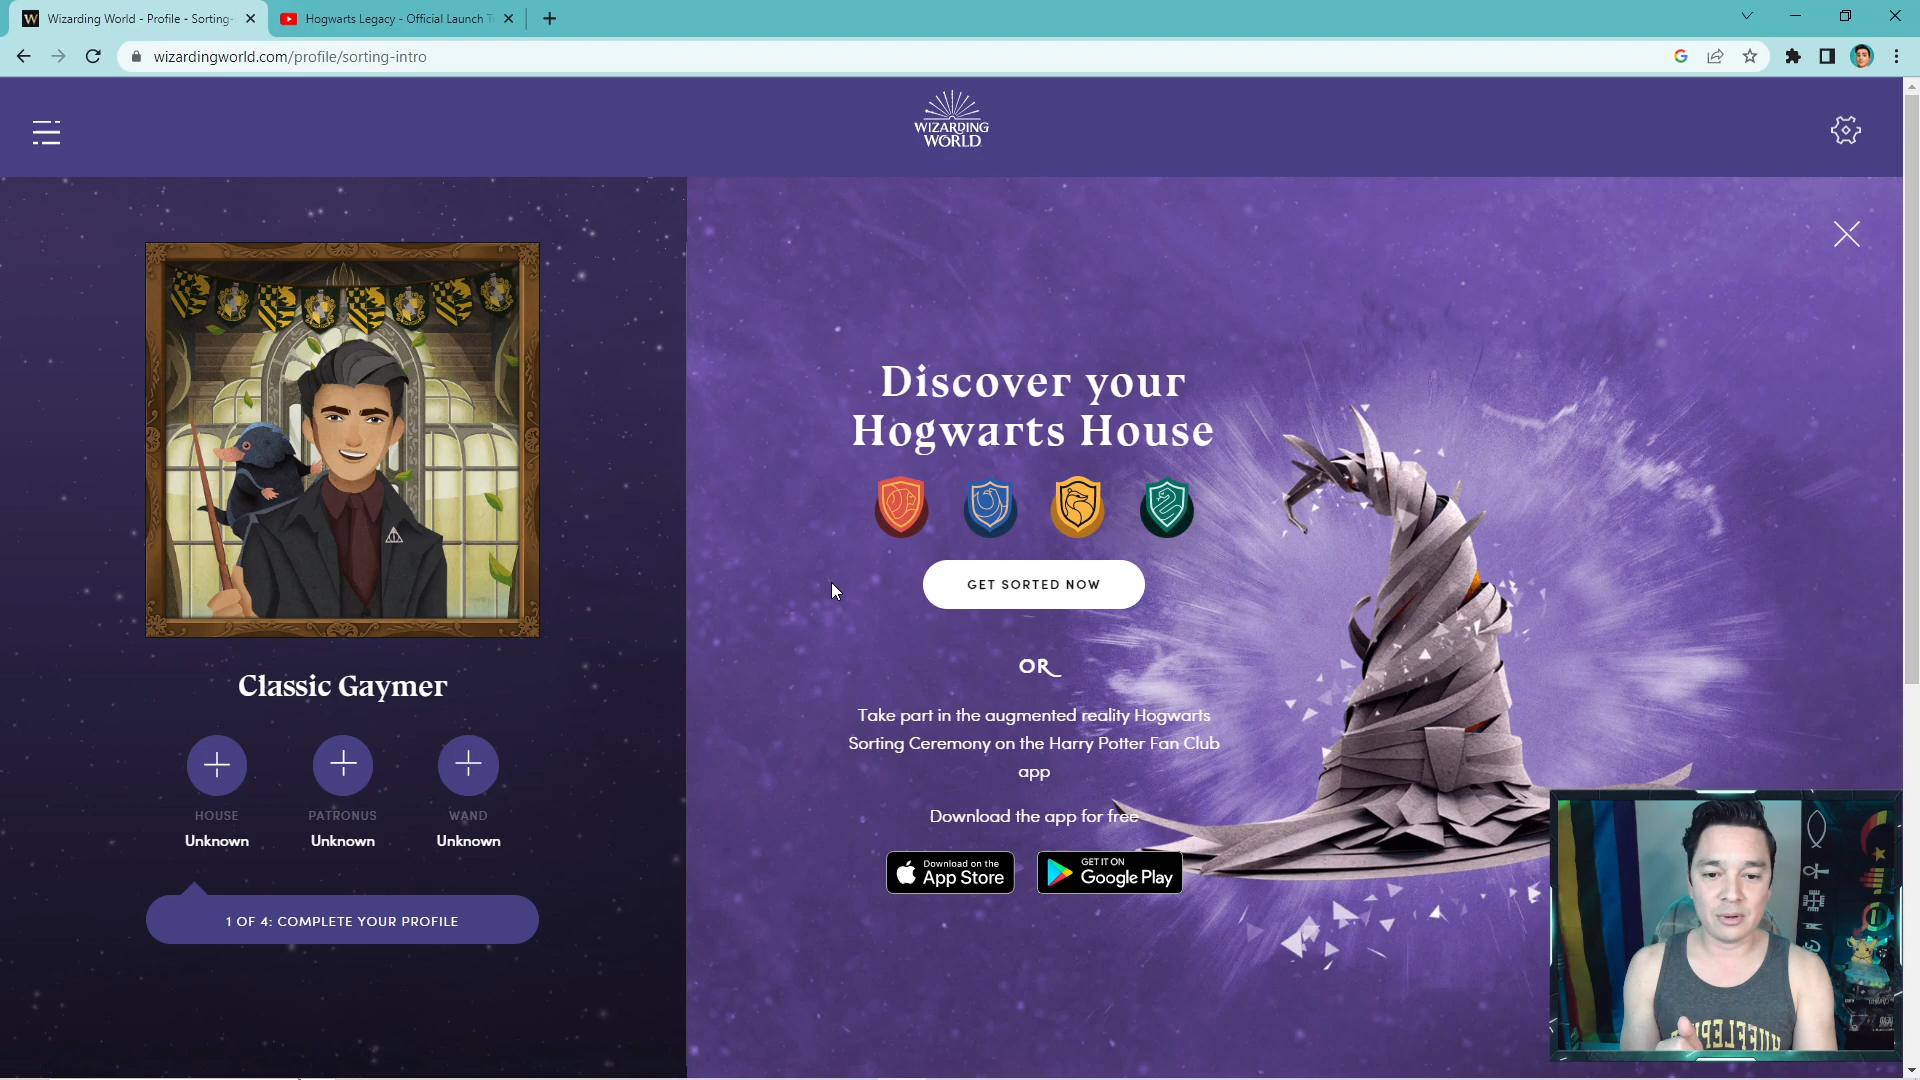 Wizarding World - Profile - Sorting-
Hogwarts Legacy - Official Launch T
wizardingworld.com/profile/sorting-intro
WIZARDING
WORLD
Discover your
Hogwarts House
GET SORTED NOW
OR
Take part in the augmented reality Hogwarts
Sorting Ceremony on the Harry Potter Fan Club
app
Download the app for free
Download on the
App Store
GET IT ON
Google Play
Classic Gaymer
HOUSE
PATRONUS
WAND
Unknown
Unknown
Unknown
1 OF 4: COMPLETE YOUR PROFILE